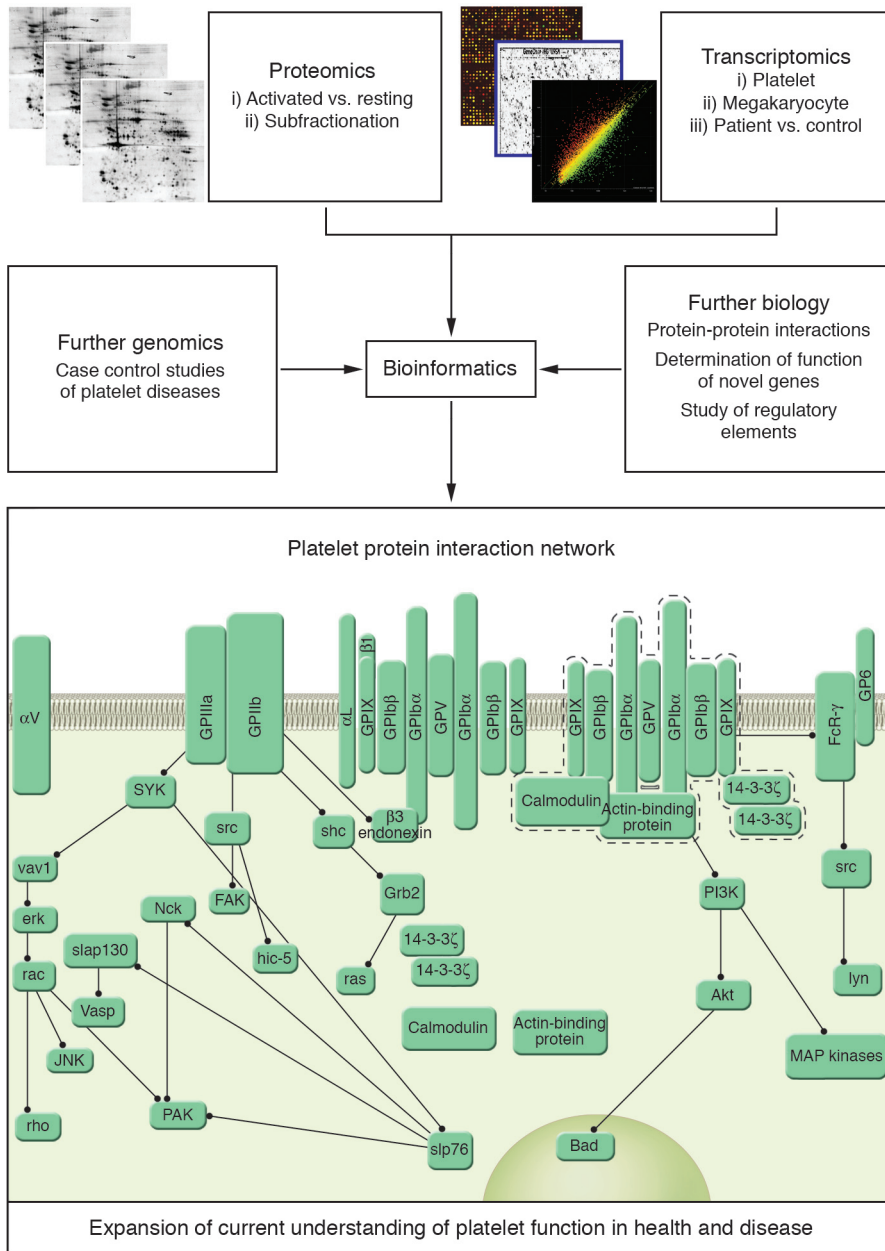 Proteomics
i) Activated vs. resting
ii) Subfractionation
Transcriptomics
i) Platelet
ii) Megakaryocyte
iii) Patient vs. control
Further genomics
Case control studies
of platelet diseases
Bioinformatics
Further biology
Protein-protein interactions
Determination of function
of novel genes
Study of regulatory
elements
Platelet protein interaction network
αV
GPIIIa
GPIIb
αL
β1
GPIX
GPIbβ
GPIbα
GPV
GPIbα
GPIbβ
GPIX
GPIX
GPIbβ
GPIbα
GPV
GPIbα
GPIbβ
GPIX
FcR-γ
GP6
SYK
src
shc
β3
endonexin
Calmodulin
Actin-binding
protein
14-3-3ζ
14-3-3ζ
vav1
erk
Nck
FAK
Grb2
PI3K
src
slap130
rac
hic-5
ras
14-3-3ζ
14-3-3ζ
Akt
lyn
Vasp
JNK
Calmodulin
Actin-binding
protein
MAP kinases
rho
PAK
slp76
Bad
Expansion of current understanding of platelet function in health and disease